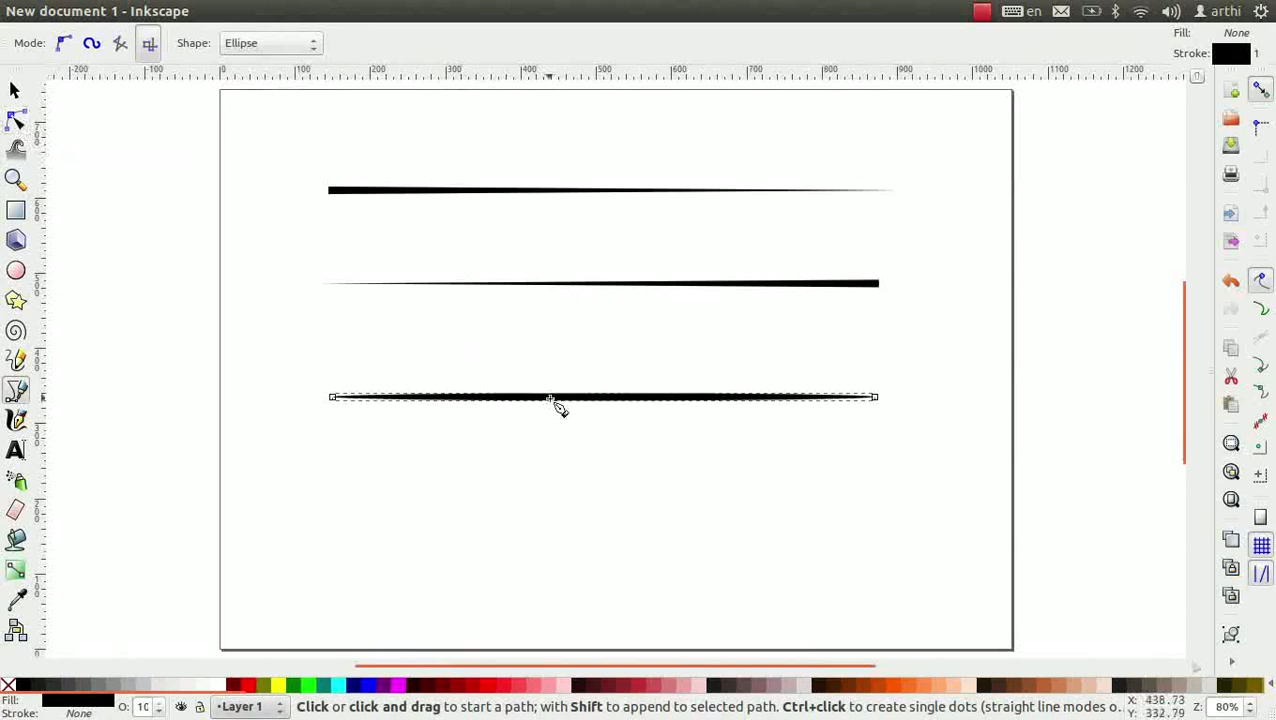 New document 1 - Inkscape
en
arthi
Mode:
Shape:
Ellipse
Fill:
None
Stroke:
1
-200
-100
0
100
200
300
400
500
600
700
800
900
1000
1100
1200
Fill:
Stroke:
None
O:
10
Layer 1
Click or click and drag to start a path; with Shift to append to selected path. Ctrl+click to create single dots (straight line modes o...
X:
438.73
Y:
332.79
Z:
80%